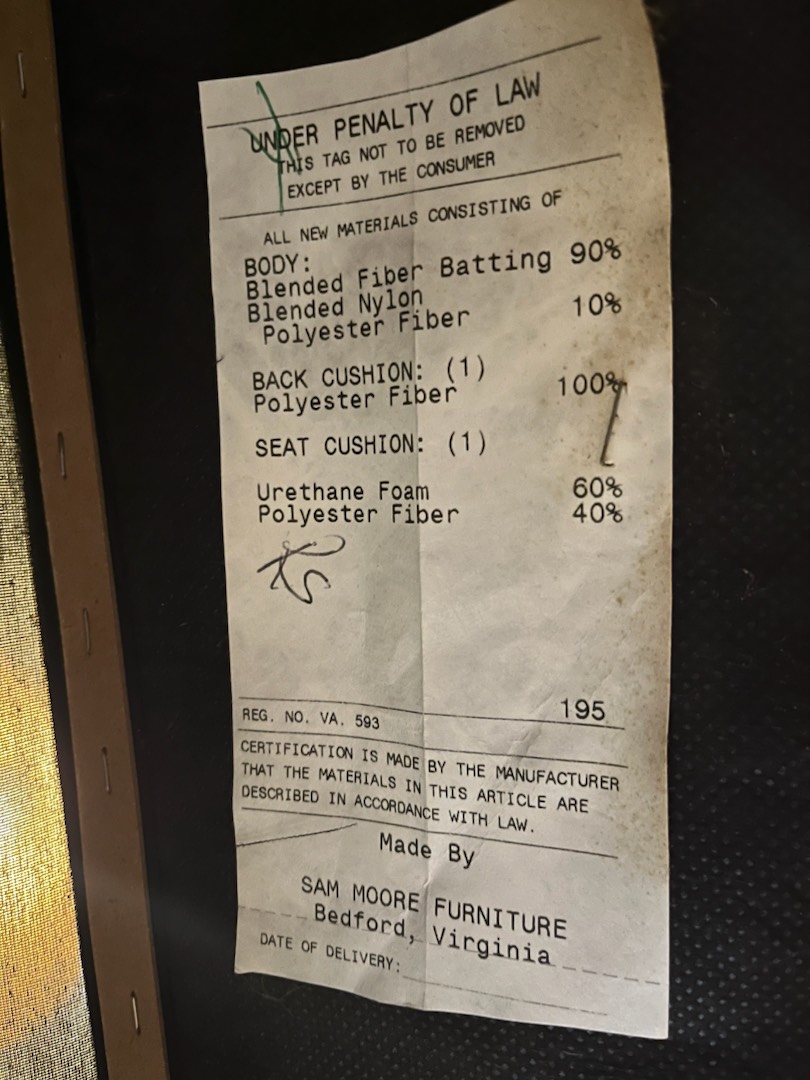 UNDER PENALTY OF LAW
THIS TAG NOT TO BE REMOVED
EXCEPT BY THE CONSUMER
ALL NEW MATERIALS CONSISTING OF
BODY:
Blended Fiber Batting 90%
Blended Nylon
Polyester Fiber 10%
BACK CUSHION: (1)
Polyester Fiber 100%
SEAT CUSHION: (1)
Urethane Foam 60%
Polyester Fiber 40%
195
REG. NO. VA. 593
CERTIFICATION IS MADE BY THE MANUFACTURER
THAT THE MATERIALS IN THIS ARTICLE ARE
DESCRIBED IN ACCORDANCE WITH LAW.
Made By
SAM MOORE FURNITURE
Bedford, Virginia
DATE OF DELIVERY: